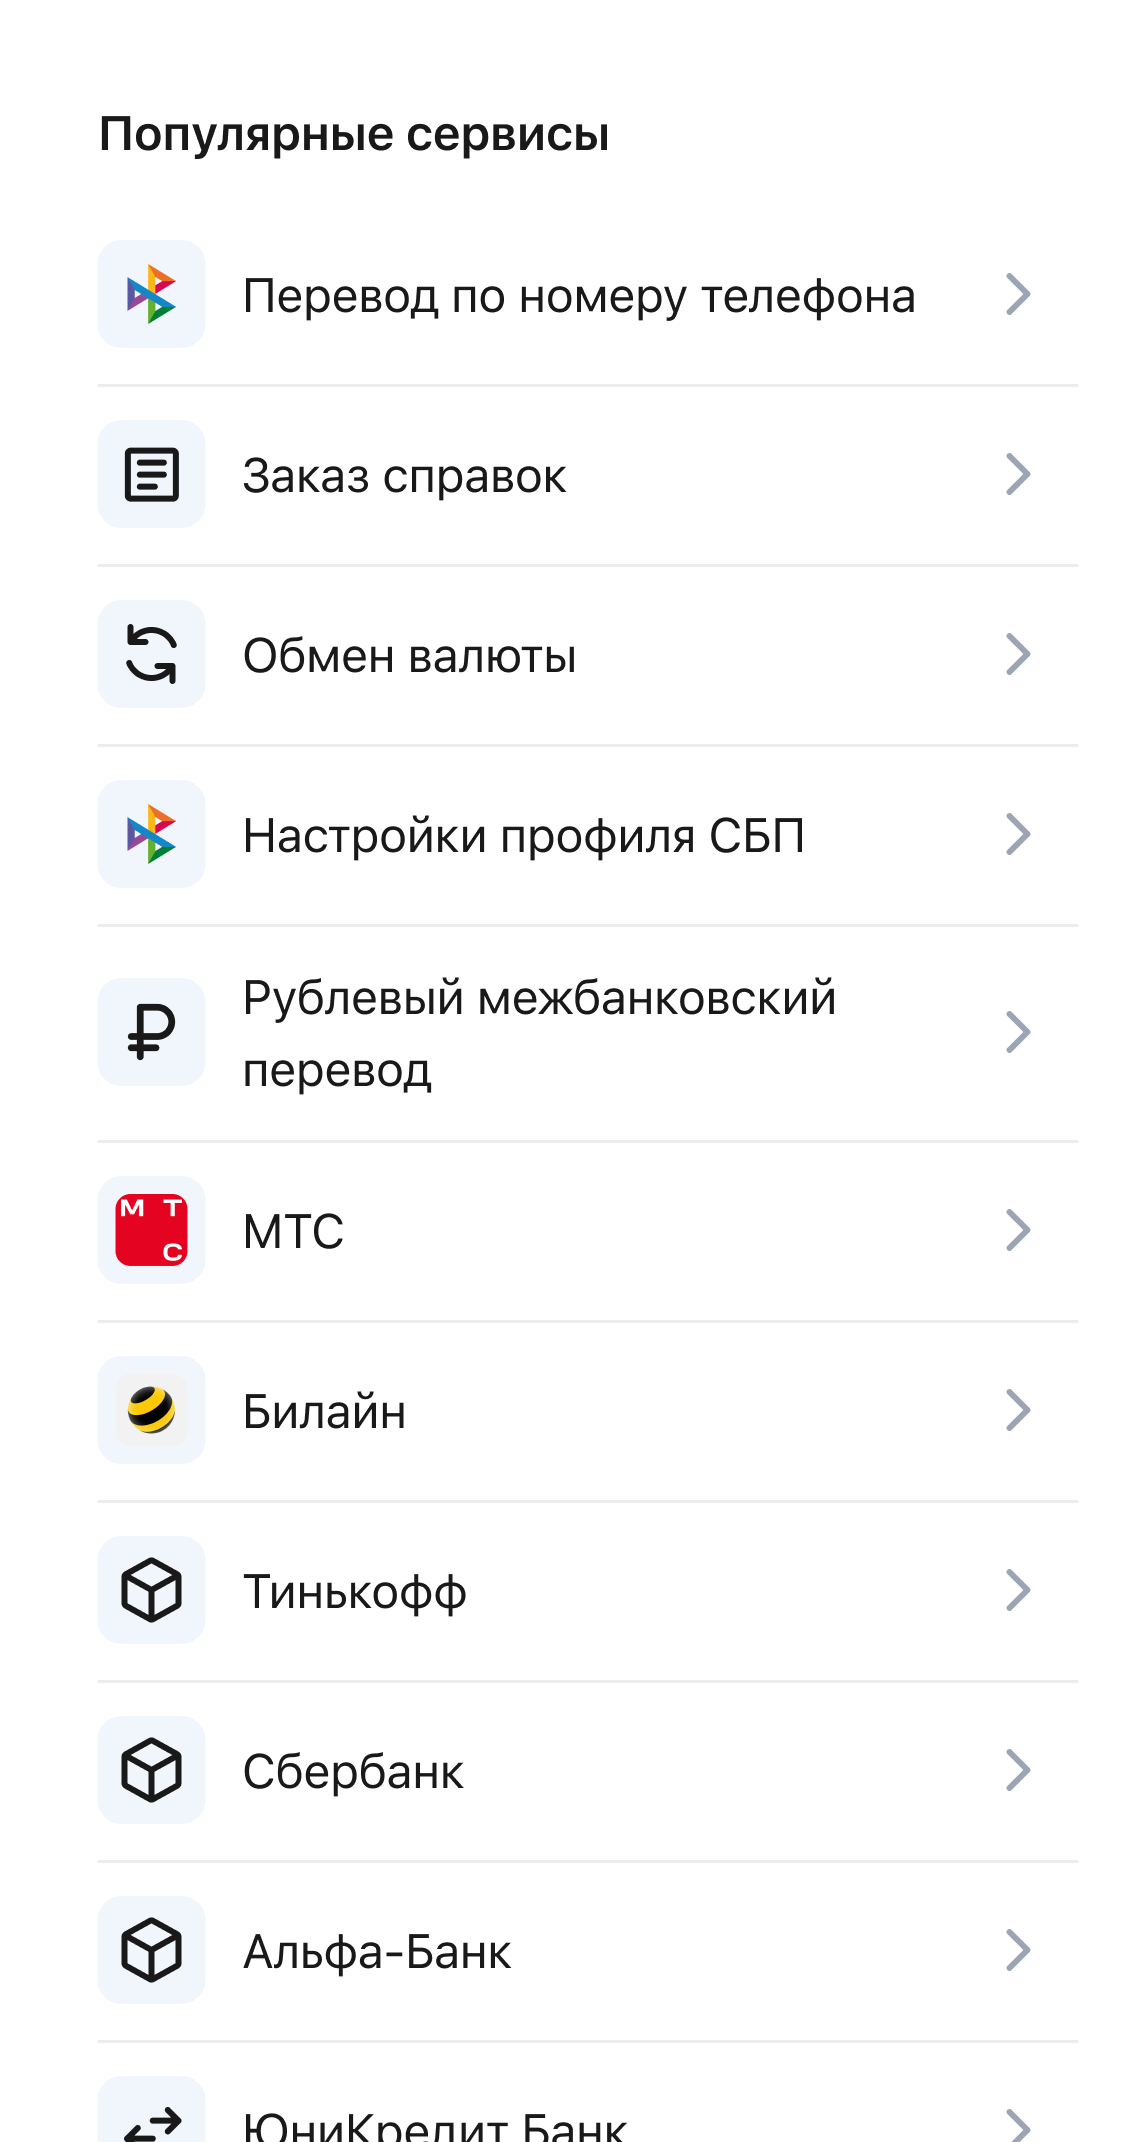 Популярные сервисы
Перевод по номеру телефона
Заказ справок
Обмен валюты
Настройки профиля СБП
Рублевый межбанковский
перевод
М Т
С
МТС
Билайн
Тинькофф
Сбербанк
Альфа-Банк
ЮниКредит Банк